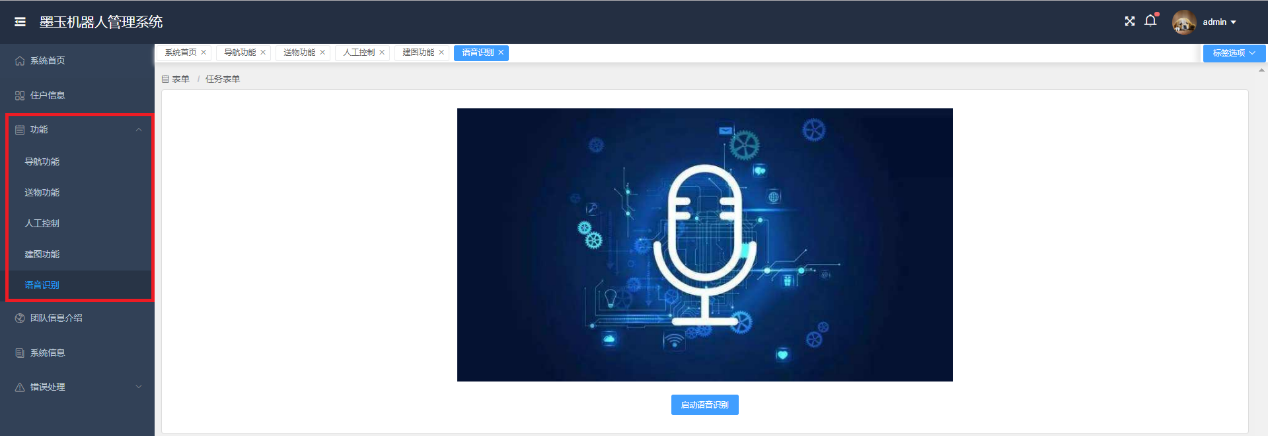 墨玉机器人管理系统
admin
系统首页
住户信息
功能
导航功能
送物功能
人工控制
建图功能
语音识别
团队信息介绍
系统信息
错误处理
系统首页 导航功能 送物功能 人工控制 建图功能 语音识别 标签选项
表单 / 任务表单
启动语音识别